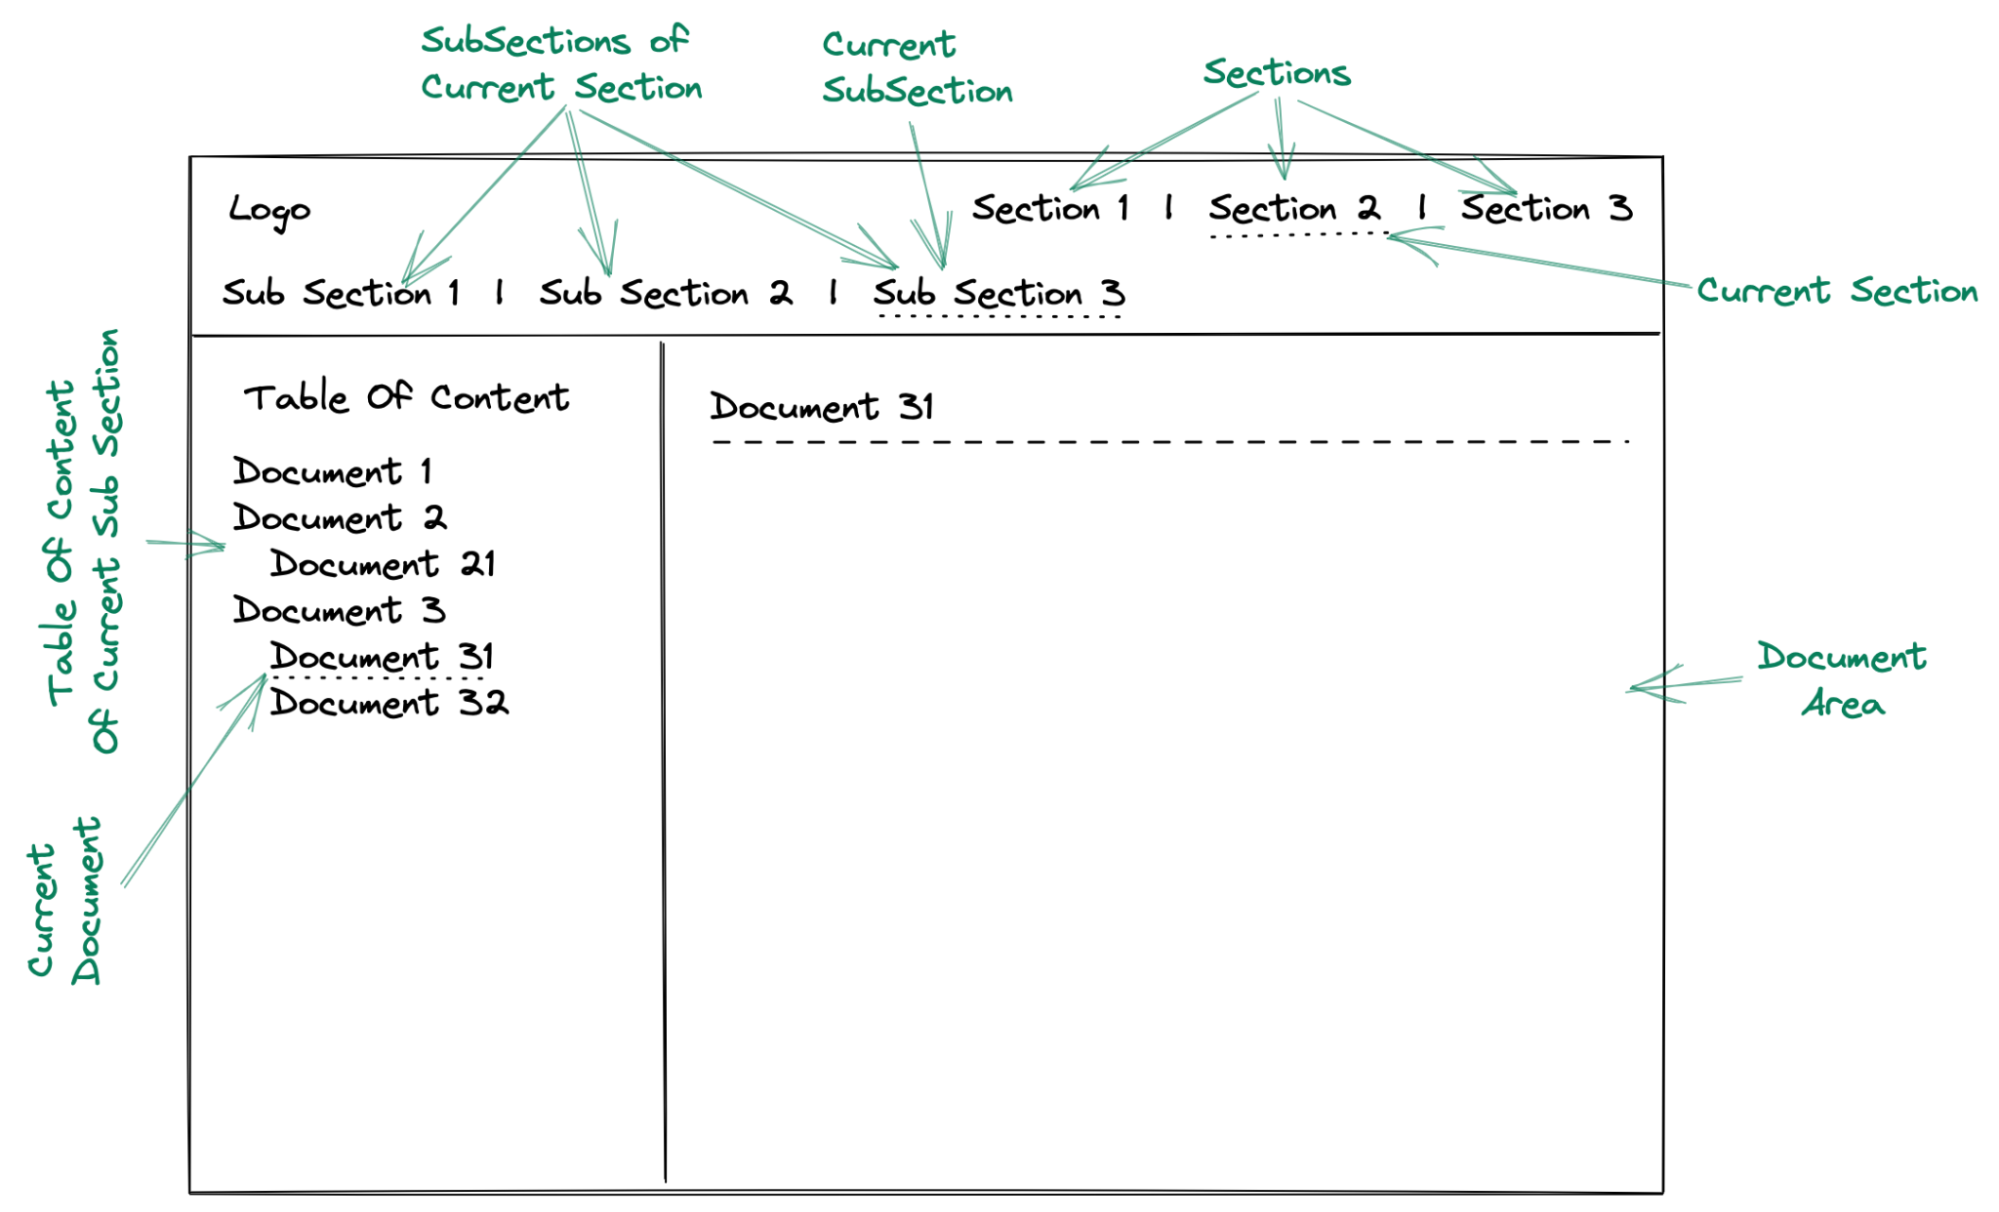 SubSections of
Current Section
Current
SubSection
Sections
Logo
Section 1 | Section 2 | Section 3
Sub Section 1 | Sub Section 2 | Sub Section 3
Current Section
Table Of Content
Of Current Sub Section
Table Of Content
Document 1
Document 2
Document 21
Document 3
Document 31
Document 32
Document 31
Document
Area
Current
Document